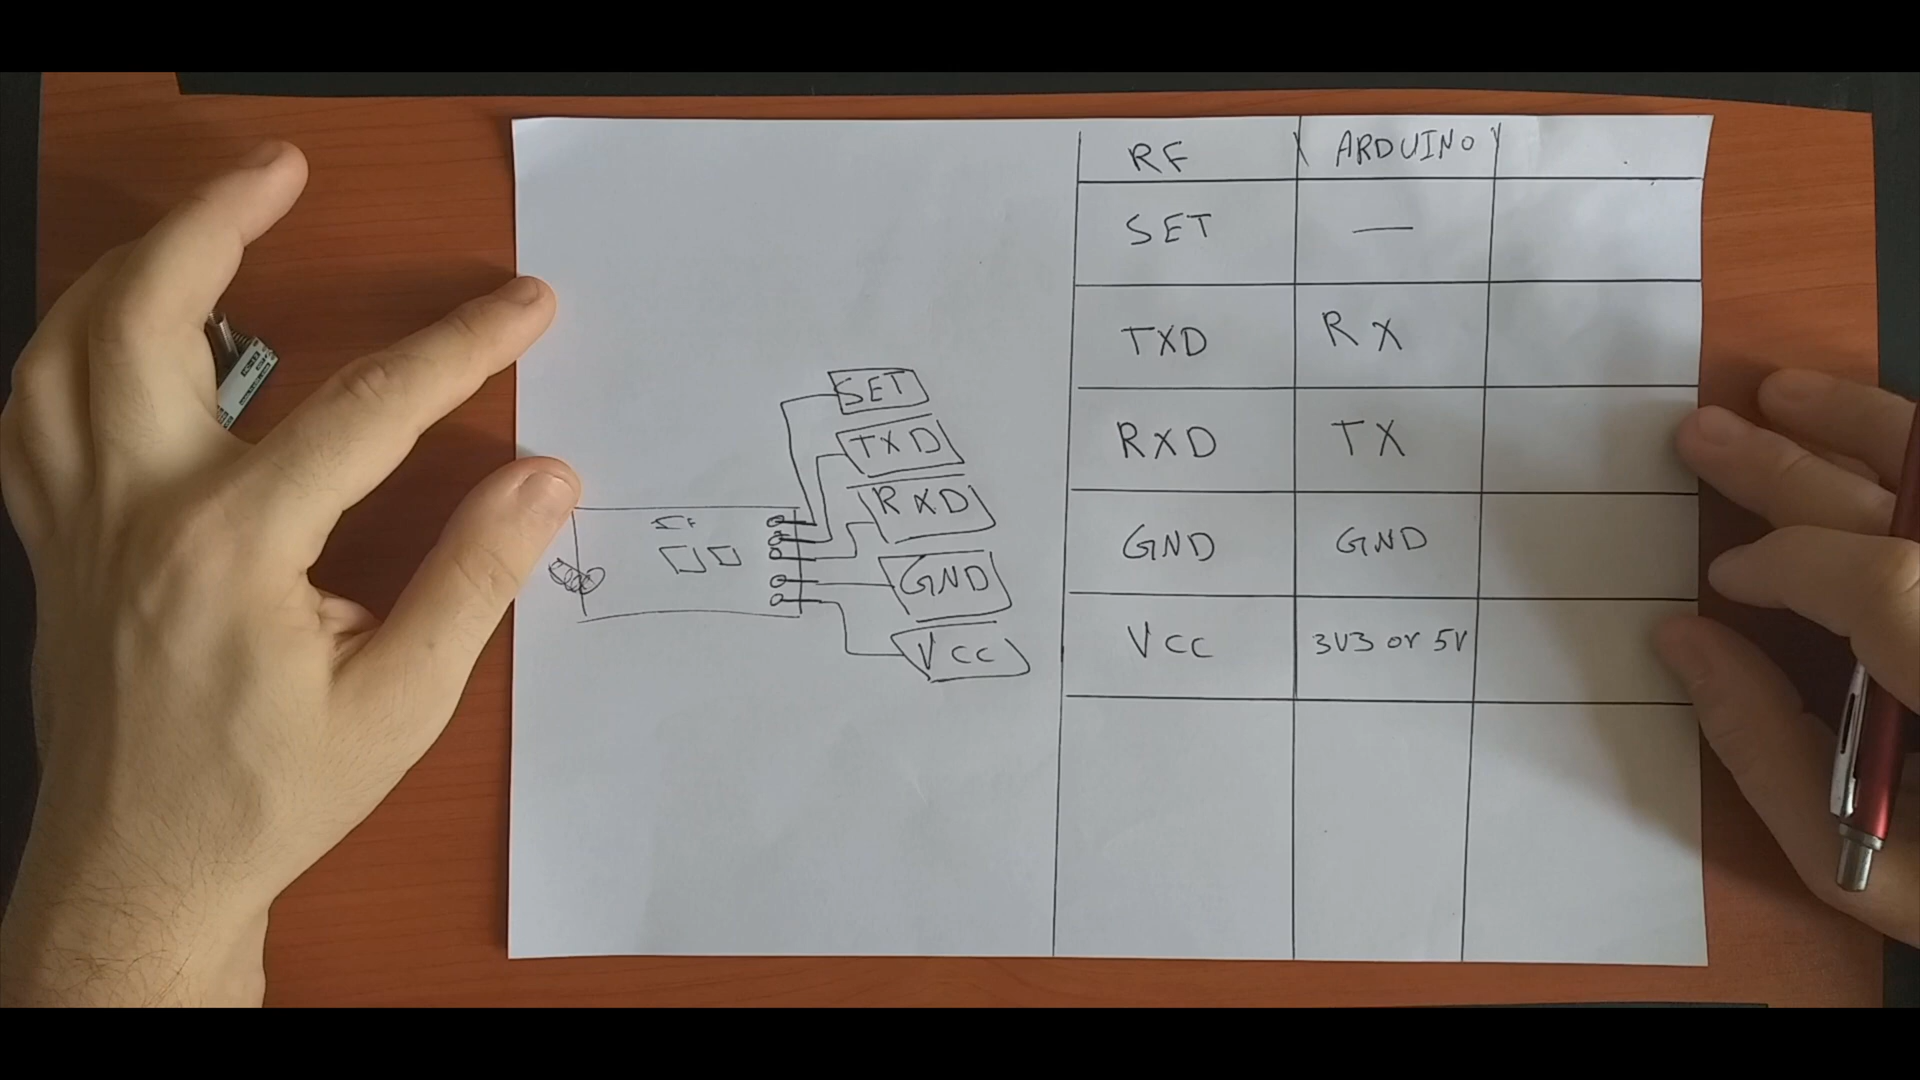 SET
TXD
RXD
GND
VCC
RF ARDUINO
SET —
TXD RX
RXD TX
GND GND
VCC 3V3 or 5V